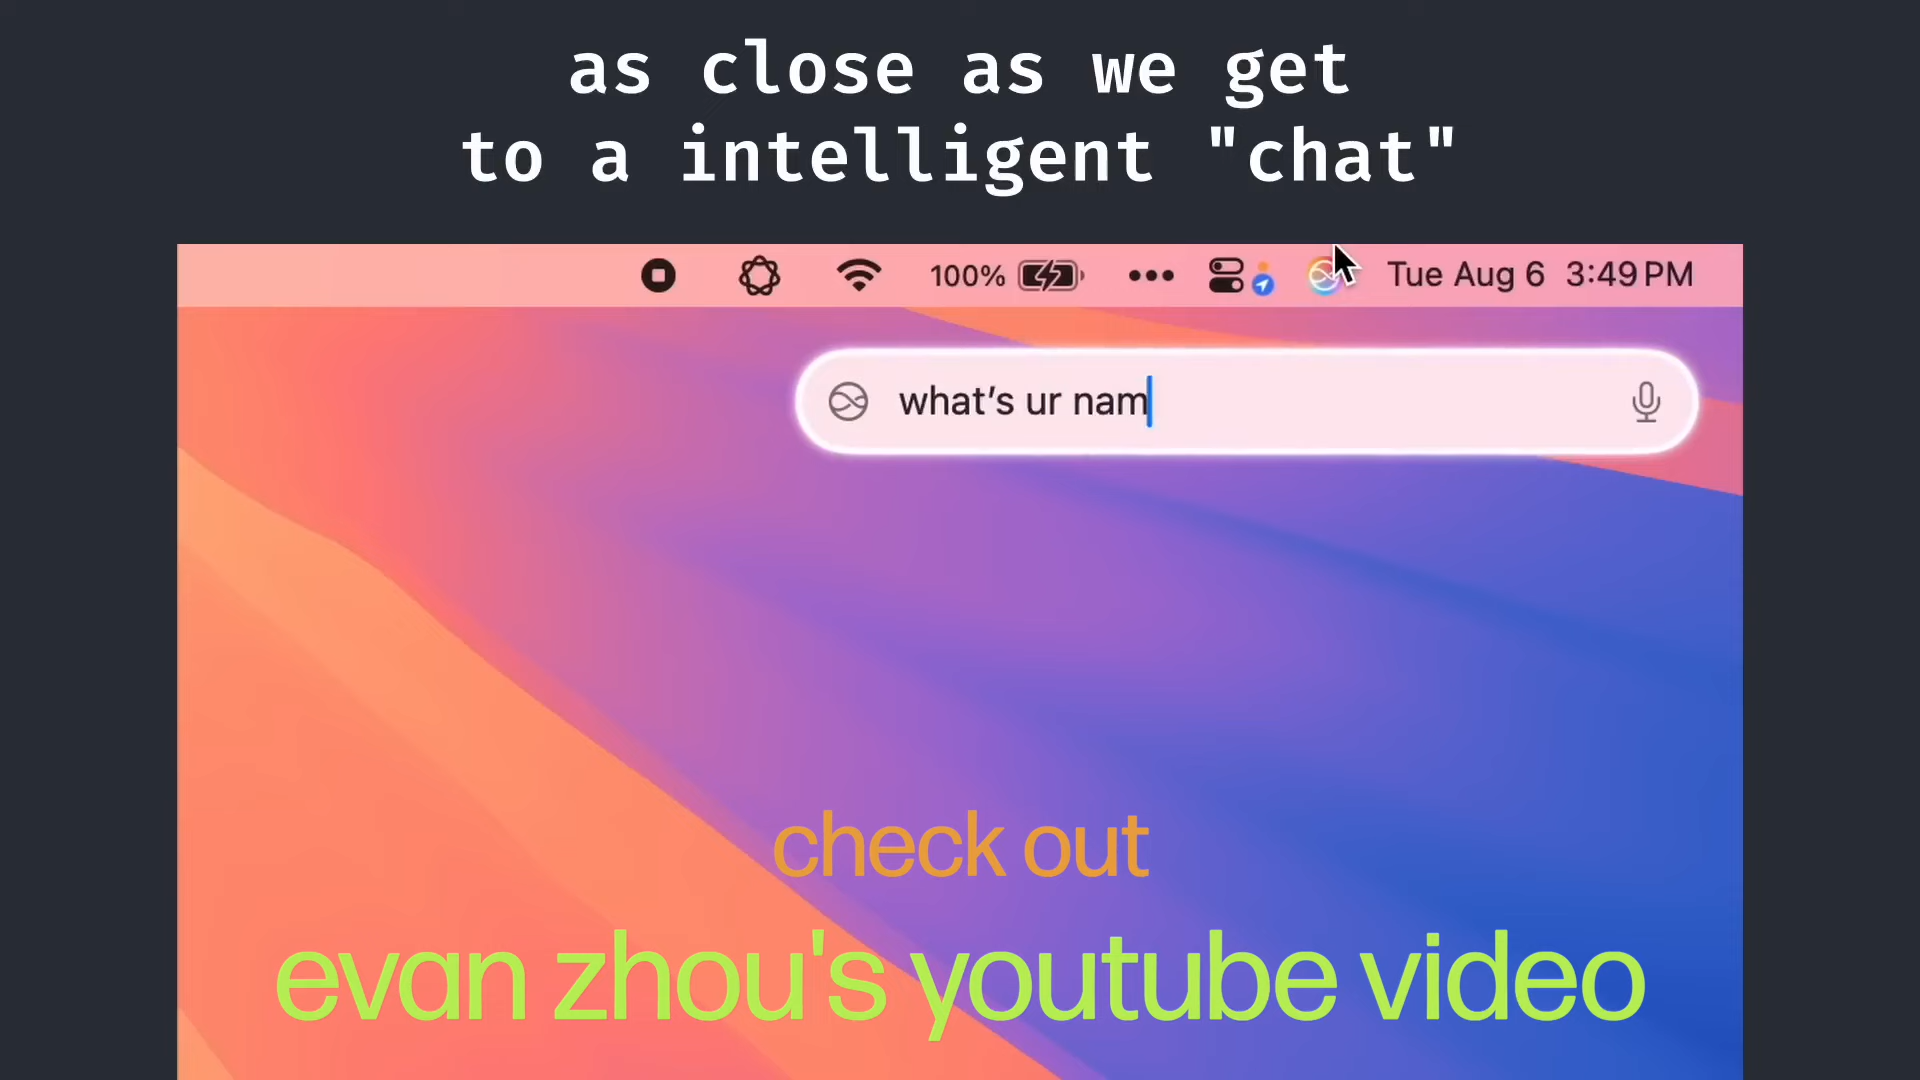 as close as we get
to a intelligent "chat"
100% Tue Aug 6 3:49 PM
what's ur nam
check out
evan zhou's youtube video